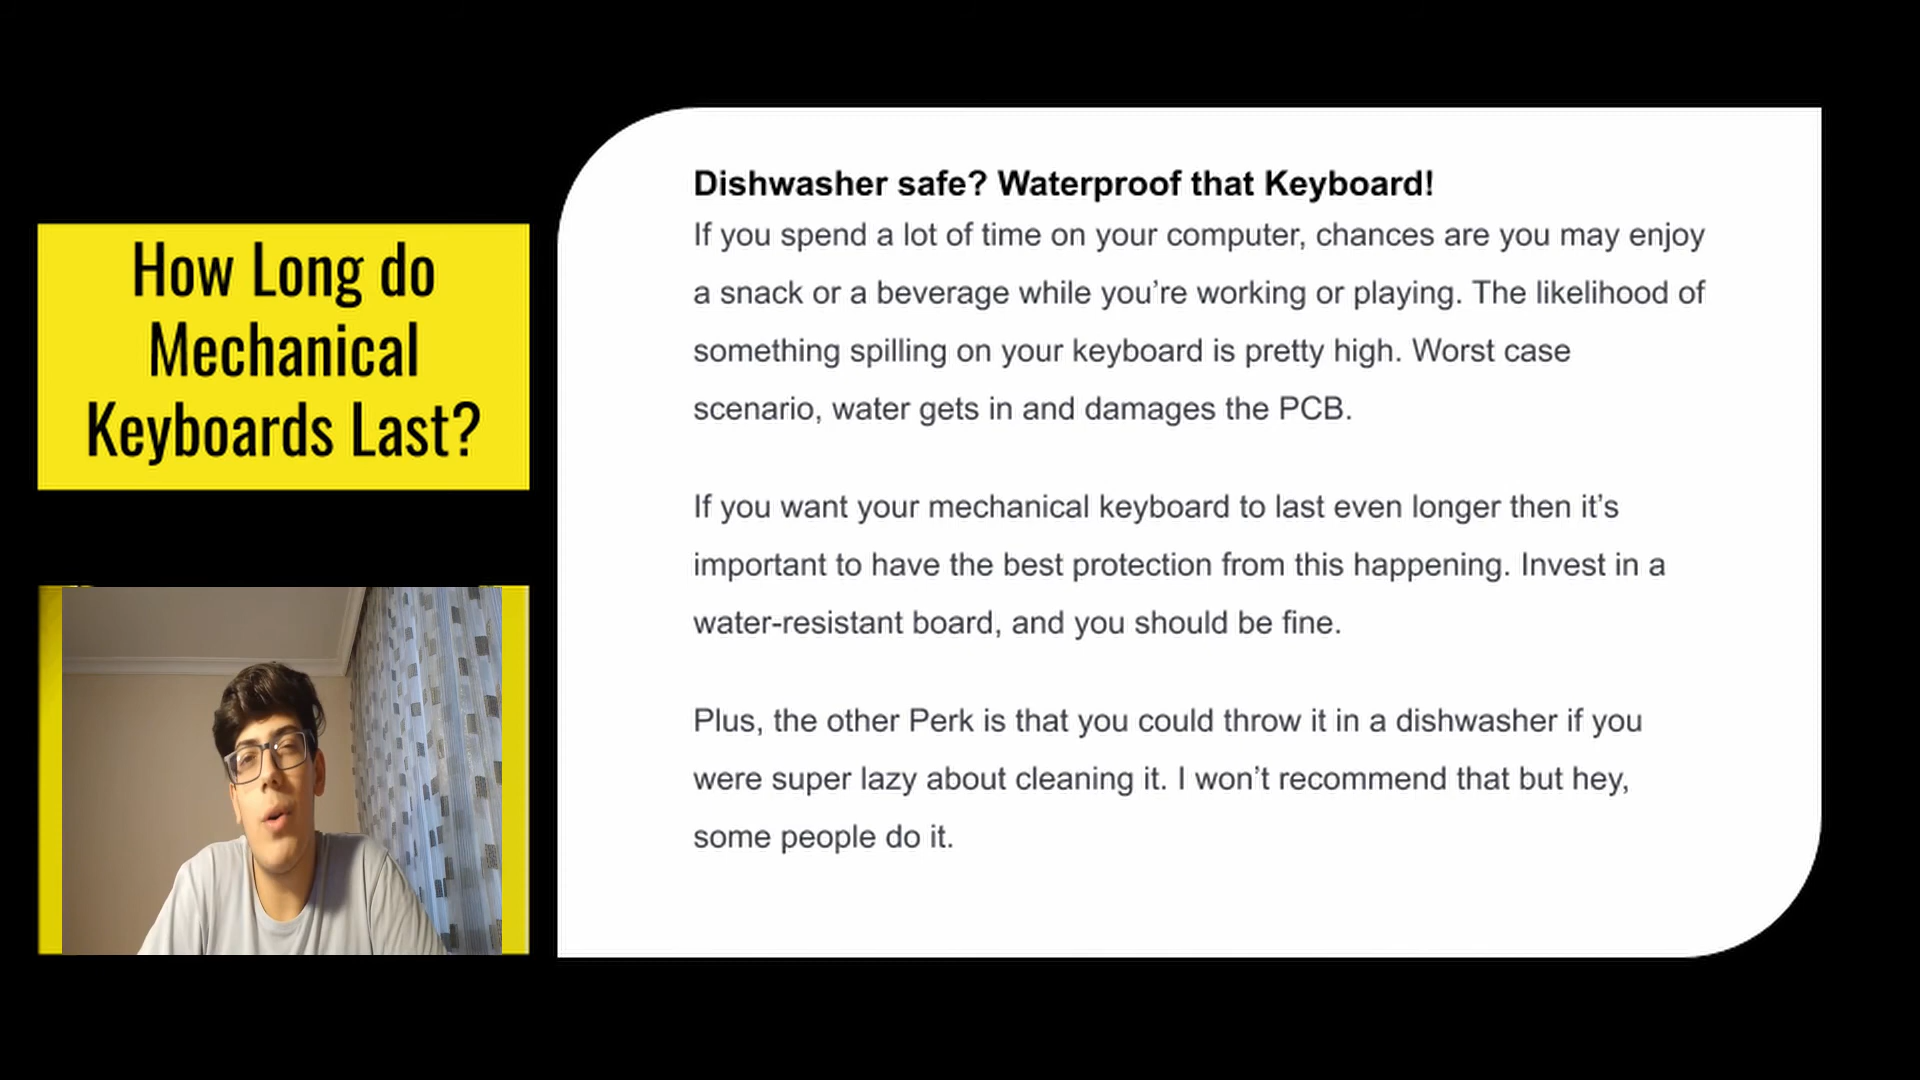 How Long do
Mechanical
Keyboards Last?
Dishwasher safe? Waterproof that Keyboard!
If you spend a lot of time on your computer, chances are you may enjoy
a snack or a beverage while you’re working or playing. The likelihood of
something spilling on your keyboard is pretty high. Worst case
scenario, water gets in and damages the PCB.
If you want your mechanical keyboard to last even longer then it’s
important to have the best protection from this happening. Invest in a
water-resistant board, and you should be fine.
Plus, the other Perk is that you could throw it in a dishwasher if you
were super lazy about cleaning it. I won’t recommend that but hey,
some people do it.